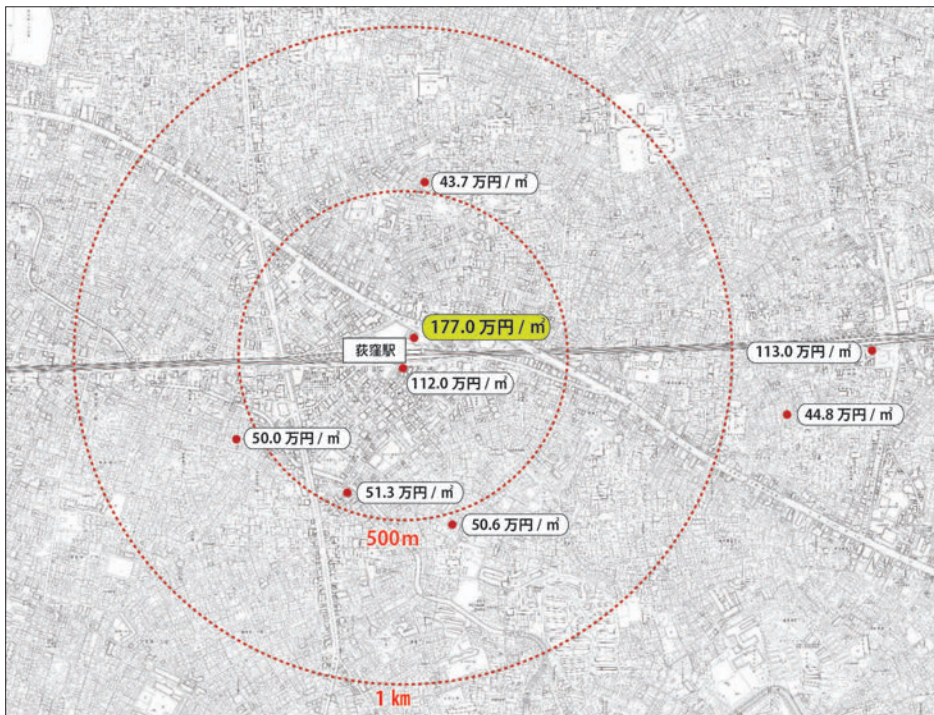 43.7 万円 / ㎡
177.0 万円 / ㎡
荻窪駅
113.0 万円 / ㎡
112.0 万円 / ㎡
44.8 万円 / ㎡
50.0 万円 / ㎡
51.3 万円 / ㎡
50.6 万円 / ㎡
500m
1 km